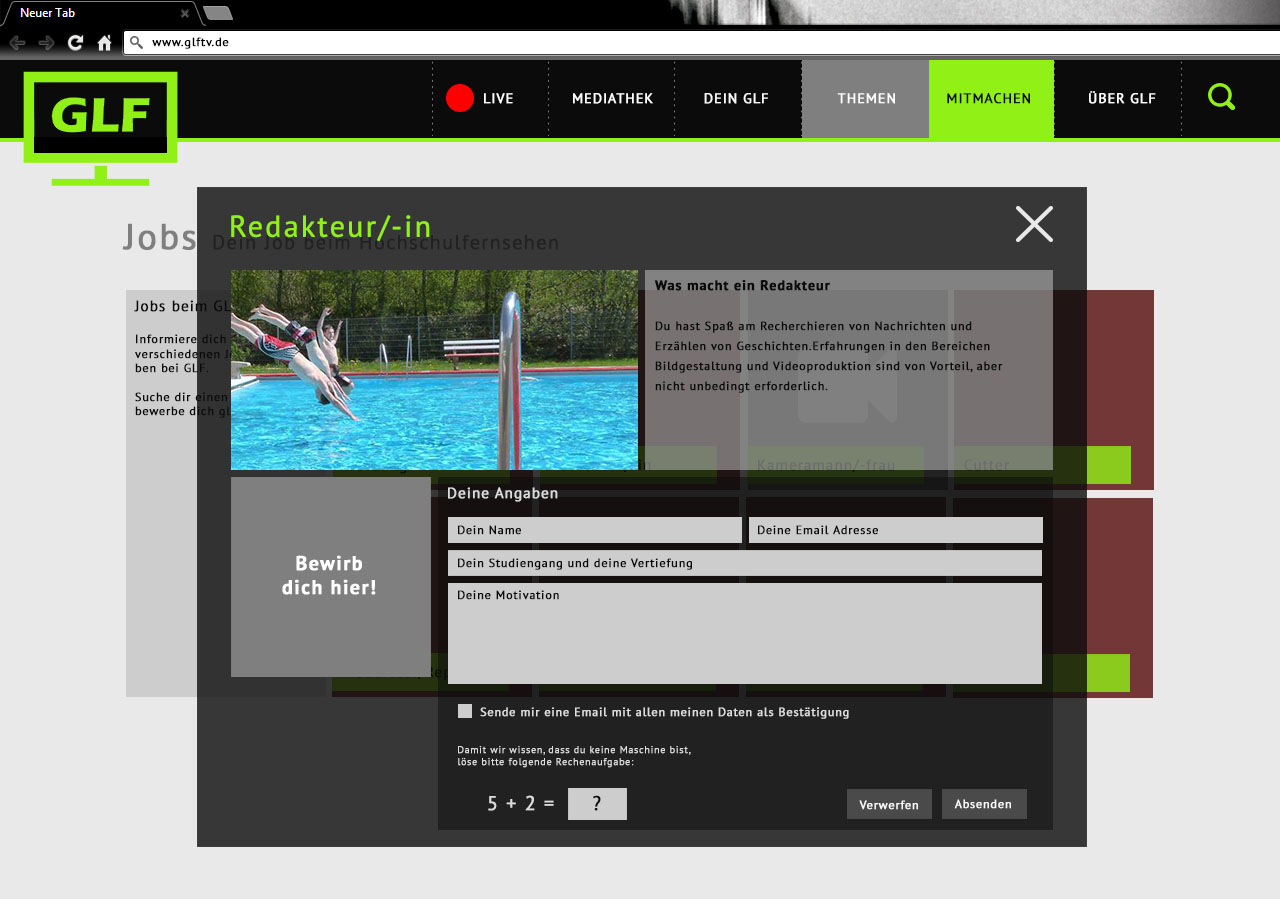 Neuer Tab
www.glftv.de
GLF
LIVE
MEDIATHEK
DEIN GLF
THEMEN
MITMACHEN
ÜBER GLF
Redakteur/-in
Jobs Dein Job beim Hochschulfernsehen
Jobs beim GL
Informiere dich
verschiedenen J
ben bei GLF.
Suche dir einen
bewerbe dich gl
Was macht ein Redakteur
Du hast Spaß am Recherchieren von Nachrichten und
Erzählen von Geschichten.Erfahrungen in den Bereichen
Bildgestaltung und Videoproduktion sind von Vorteil, aber
nicht unbedingt erforderlich.
Kameramann/-frau
Cutter
Bewirb
dich hier!
Deine Angaben
Dein Name
Deine Email Adresse
Dein Studiengang und deine Vertiefung
Deine Motivation
Sende mir eine Email mit allen meinen Daten als Bestätigung
Damit wir wissen, dass du keine Maschine bist,
löse bitte folgende Rechenaufgabe:
5 + 2 = ?
Verwerfen
Absenden